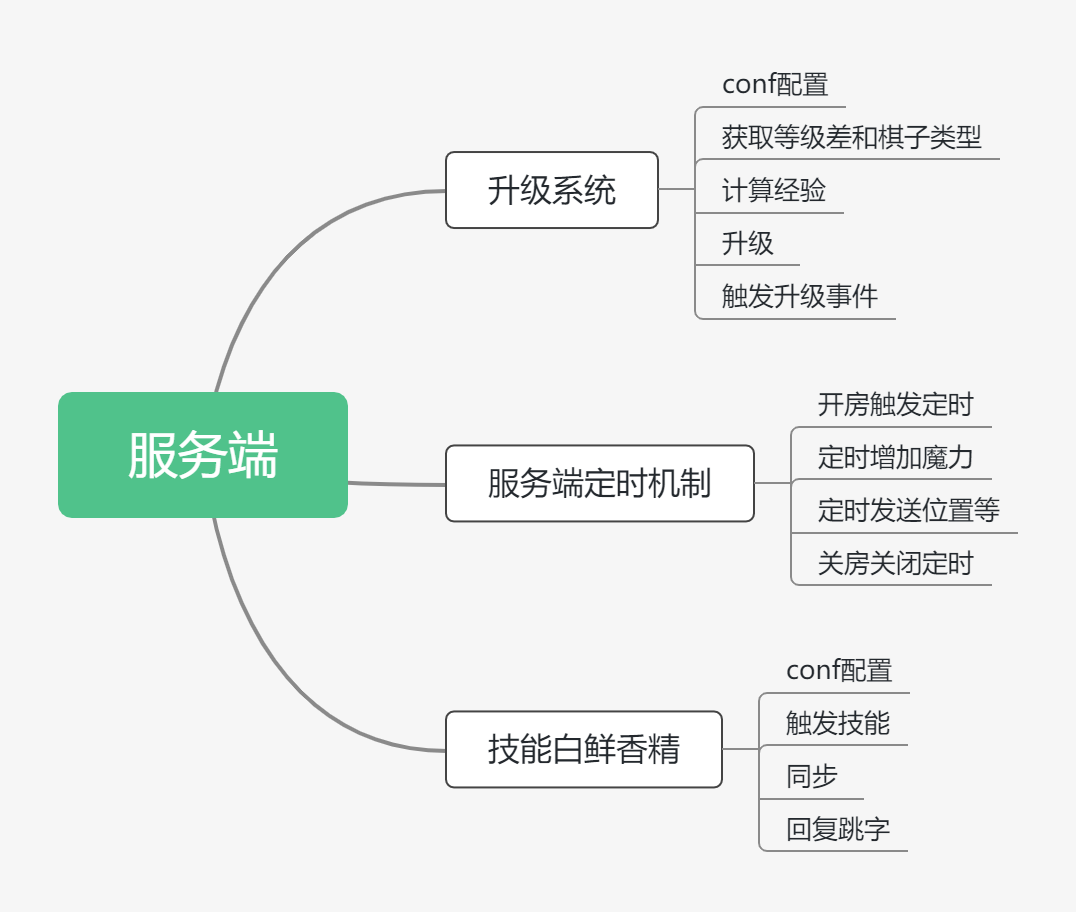 服务端
升级系统
conf配置
获取等级差和棋子类型
计算经验
升级
触发升级事件
服务端定时机制
开房触发定时
定时增加魔力
定时发送位置等
关房关闭定时
技能白鲜香精
conf配置
触发技能
同步
回复跳字